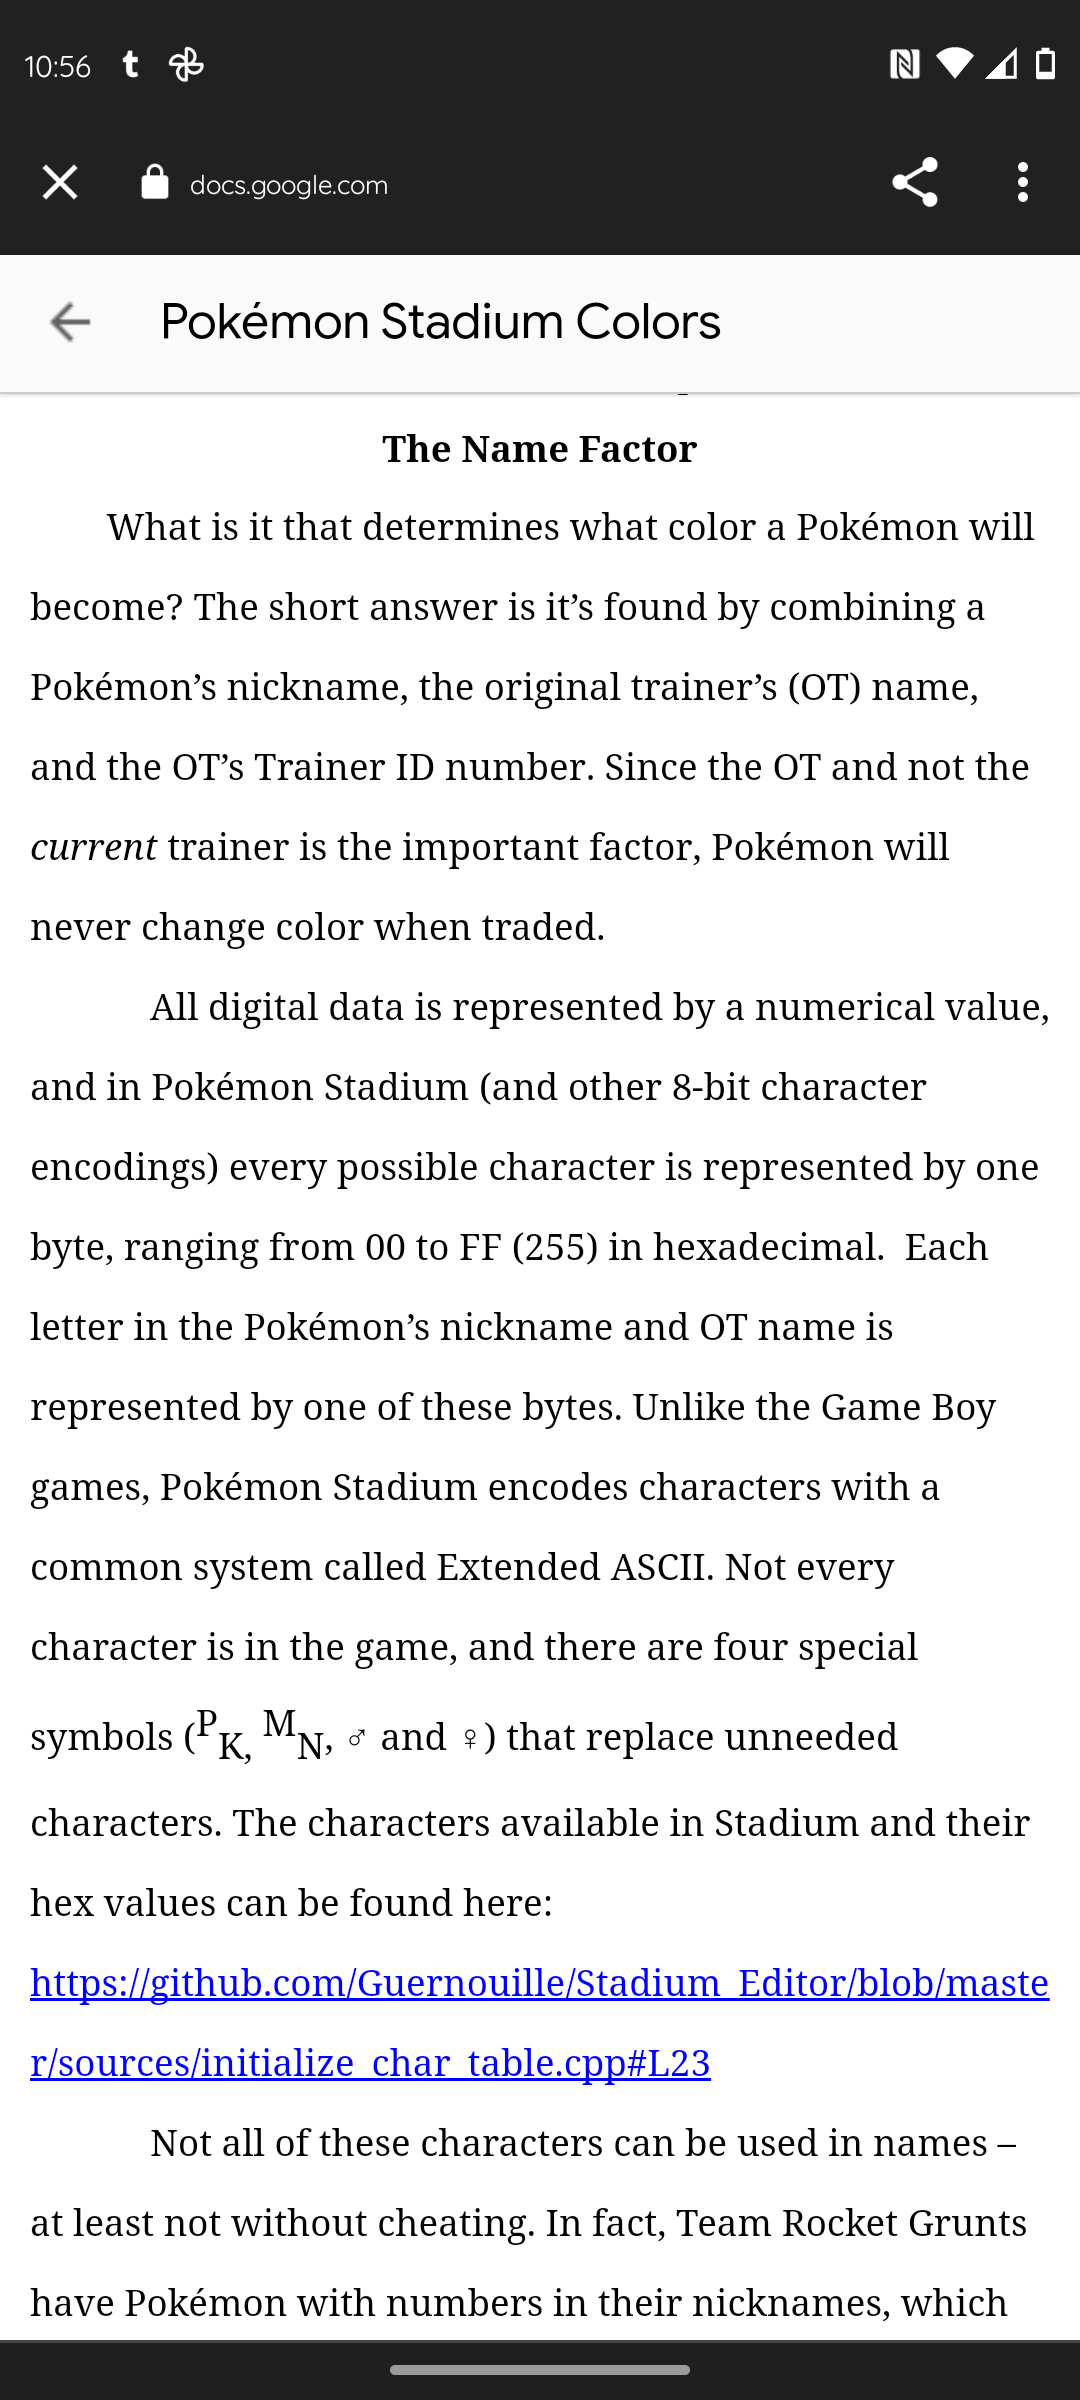 10:56 t
docs.google.com
Pokémon Stadium Colors
The Name Factor
What is it that determines what color a Pokémon will
become? The short answer is it’s found by combining a
Pokémon’s nickname, the original trainer’s (OT) name,
and the OT’s Trainer ID number. Since the OT and not the
current trainer is the important factor, Pokémon will
never change color when traded.
All digital data is represented by a numerical value,
and in Pokémon Stadium (and other 8-bit character
encodings) every possible character is represented by one
byte, ranging from 00 to FF (255) in hexadecimal.  Each
letter in the Pokémon’s nickname and OT name is
represented by one of these bytes. Unlike the Game Boy
games, Pokémon Stadium encodes characters with a
common system called Extended ASCII. Not every
character is in the game, and there are four special
symbols (PK, MN, ♂ and ♀) that replace unneeded
characters. The characters available in Stadium and their
hex values can be found here:
https://github.com/Guernouille/Stadium_Editor/blob/maste
r/sources/initialize_char_table.cpp#L23
Not all of these characters can be used in names –
at least not without cheating. In fact, Team Rocket Grunts
have Pokémon with numbers in their nicknames, which